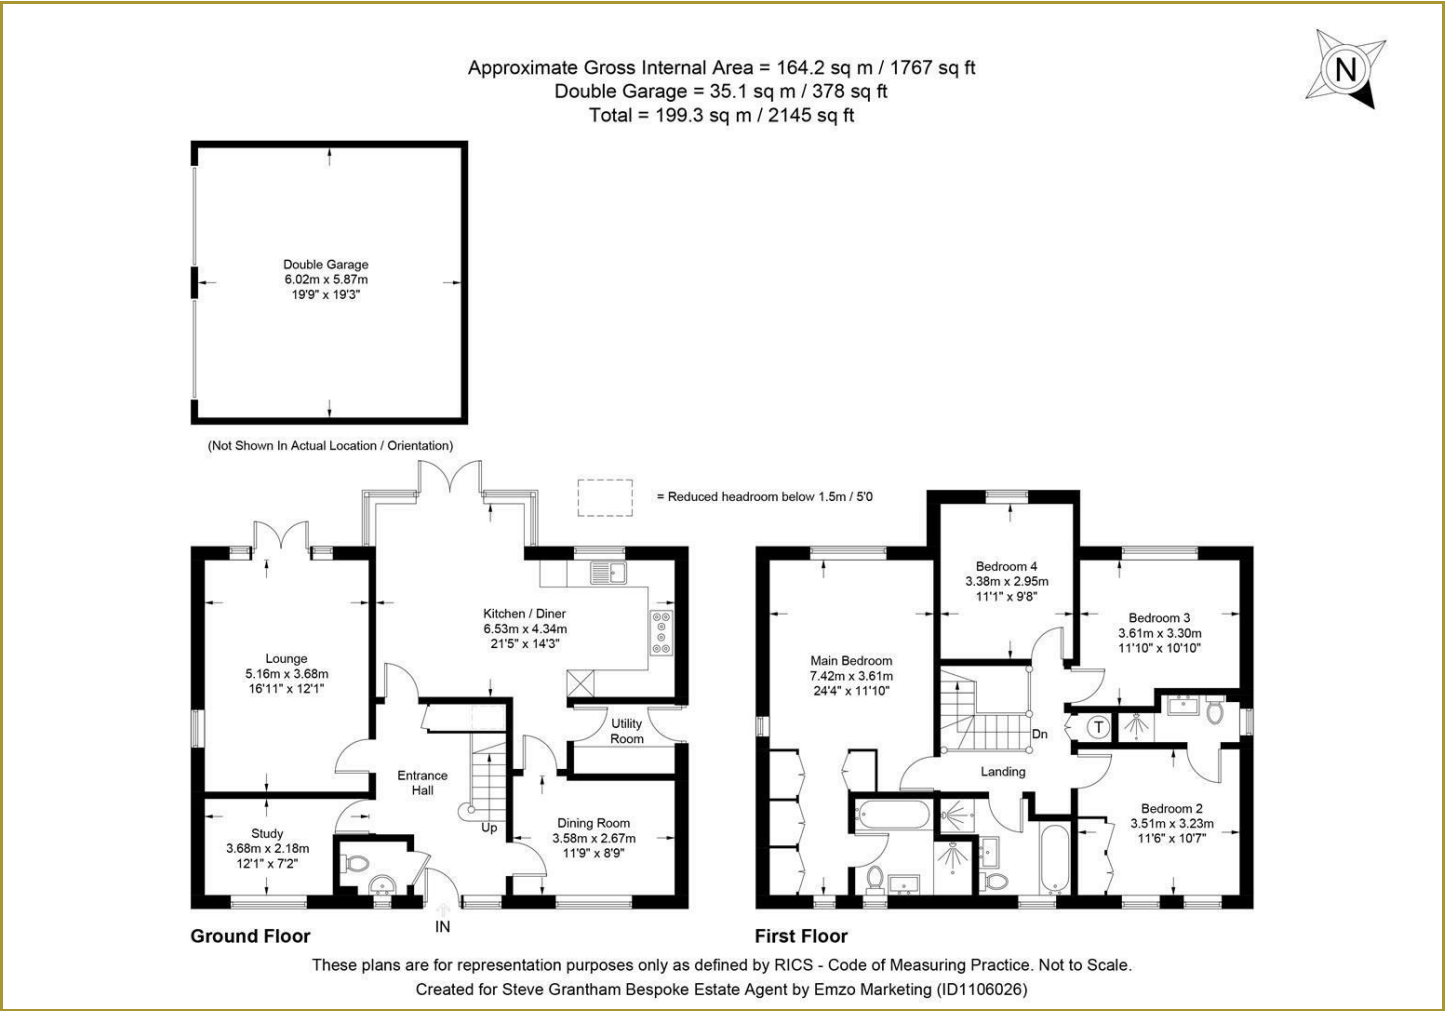 Approximate Gross Internal Area = 164.2 sq m / 1767 sq ft
Double Garage = 35.1 sq m / 378 sq ft
Total = 199.3 sq m / 2145 sq ft
N
Double Garage
6.02m x 5.87m
19'9" x 19'3"
(Not Shown In Actual Location / Orientation)
= Reduced headroom below 1.5m / 5'0
Kitchen / Diner
6.53m x 4.34m
21'5" x 14'3"
Lounge
5.16m x 3.68m
16'11" x 12'1"
Utility
Room
Entrance
Hall
Up
Study
3.68m x 2.18m
12'1" x 7'2"
Dining Room
3.58m x 2.67m
11'9" x 8'9"
IN
Ground Floor
Bedroom 4
3.38m x 2.95m
11'1" x 9'8"
Bedroom 3
3.61m x 3.30m
11'10" x 10'10"
Main Bedroom
7.42m x 3.61m
24'4" x 11'10"
Dn
T
Landing
Bedroom 2
3.51m x 3.23m
11'6" x 10'7"
First Floor
These plans are for representation purposes only as defined by RICS - Code of Measuring Practice. Not to Scale.
Created for Steve Grantham Bespoke Estate Agent by Emzo Marketing (ID1106026)